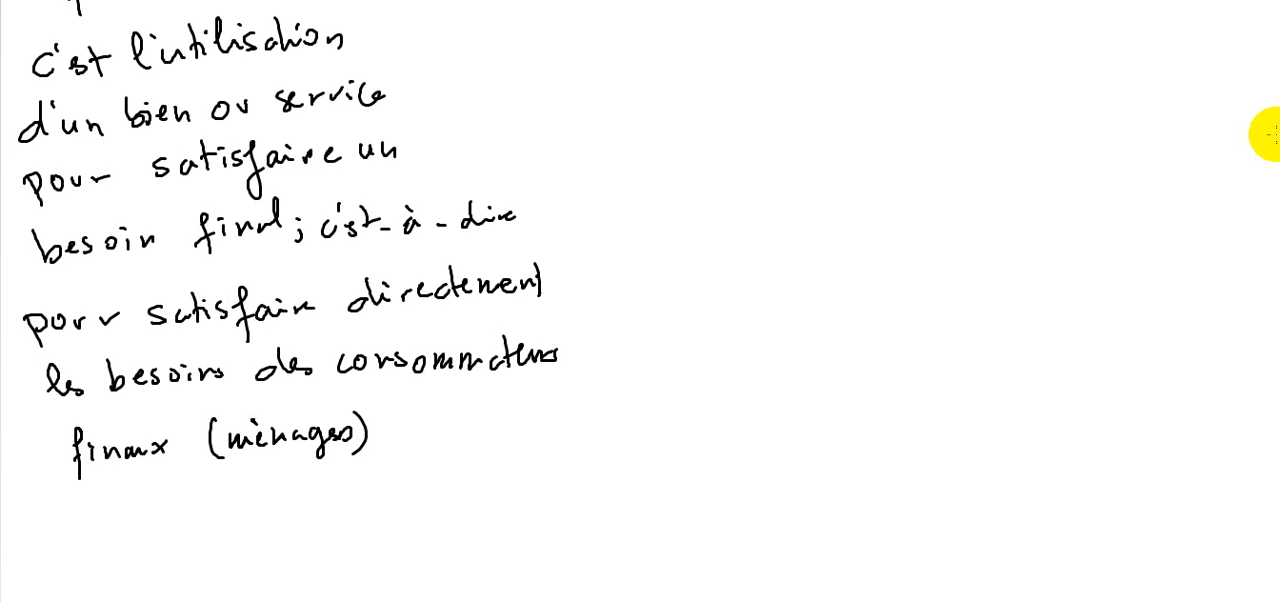 c'est l'utilisation
d'un bien ou service
pour satisfaire un
besoin final; c'est-à-dire
pour satisfaire directement
les besoins des consommateurs
finaux (mènages)